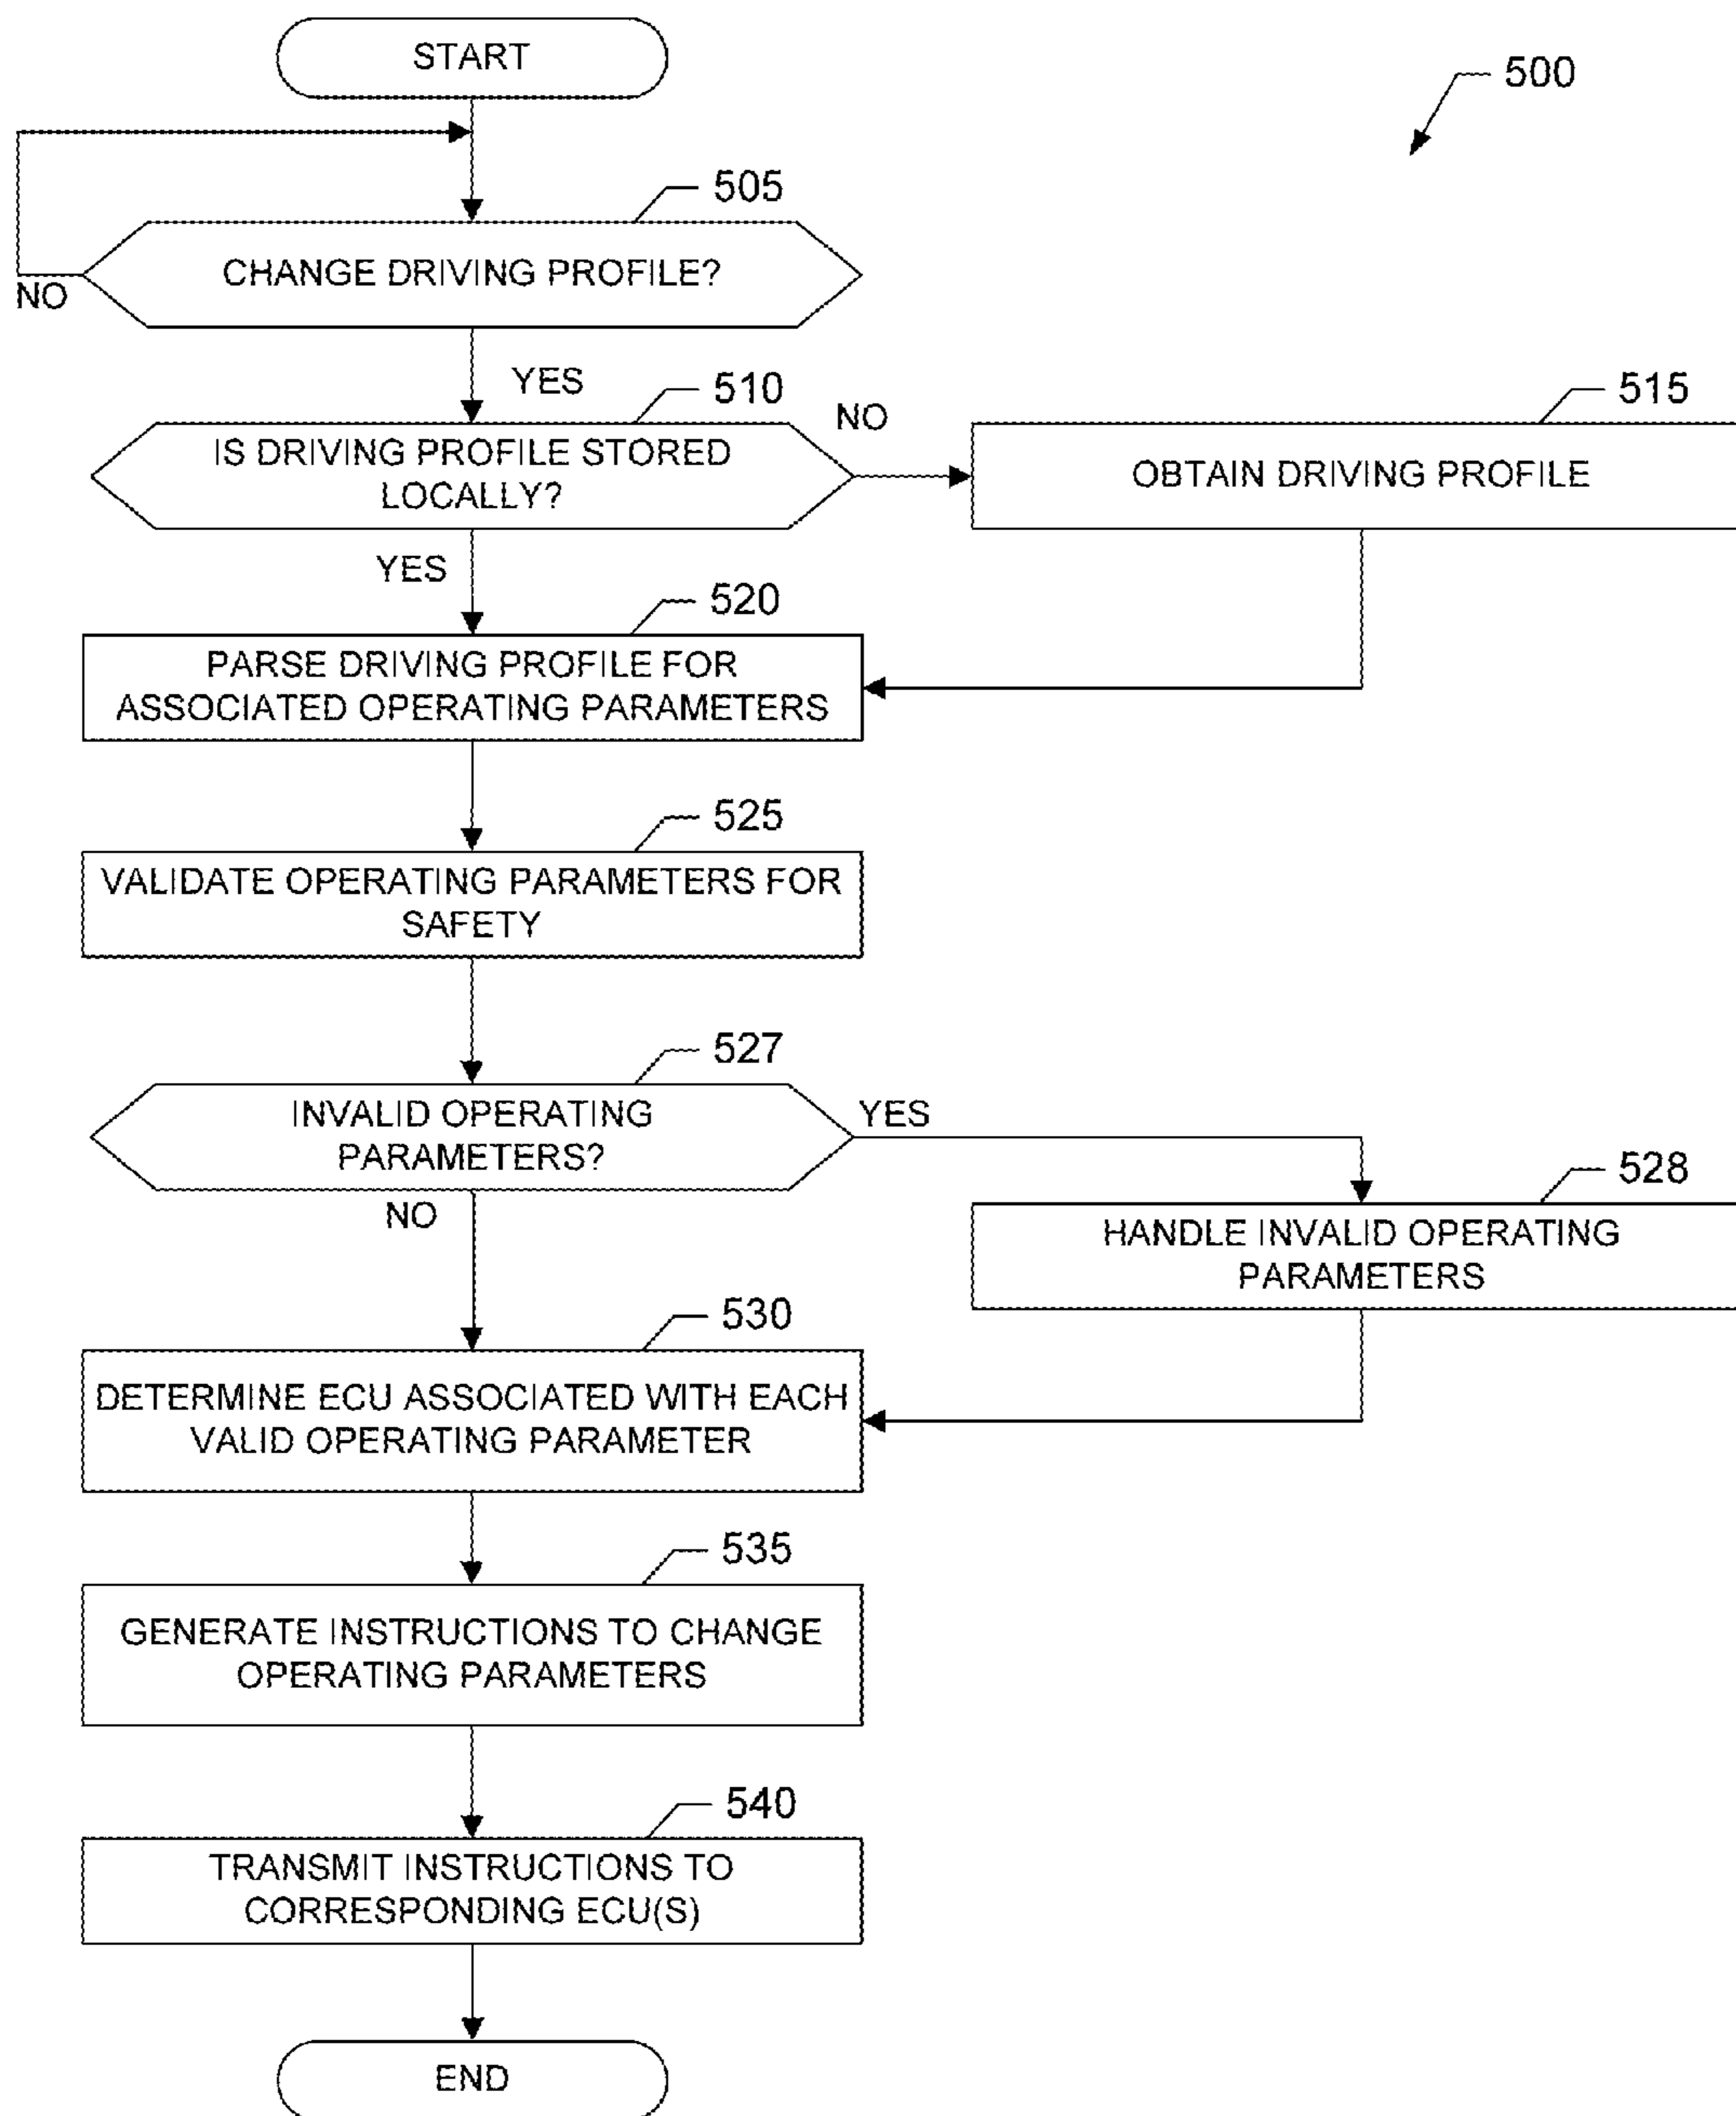 START
500
505
CHANGE DRIVING PROFILE?
NO
YES
510
NO
515
IS DRIVING PROFILE STORED
LOCALLY?
OBTAIN DRIVING PROFILE
YES
520
PARSE DRIVING PROFILE FOR
ASSOCIATED OPERATING PARAMETERS
525
VALIDATE OPERATING PARAMETERS FOR
SAFETY
527
INVALID OPERATING
PARAMETERS?
YES
NO
528
HANDLE INVALID OPERATING
PARAMETERS
530
DETERMINE ECU ASSOCIATED WITH EACH
VALID OPERATING PARAMETER
535
GENERATE INSTRUCTIONS TO CHANGE
OPERATING PARAMETERS
540
TRANSMIT INSTRUCTIONS TO
CORRESPONDING ECU(S)
END